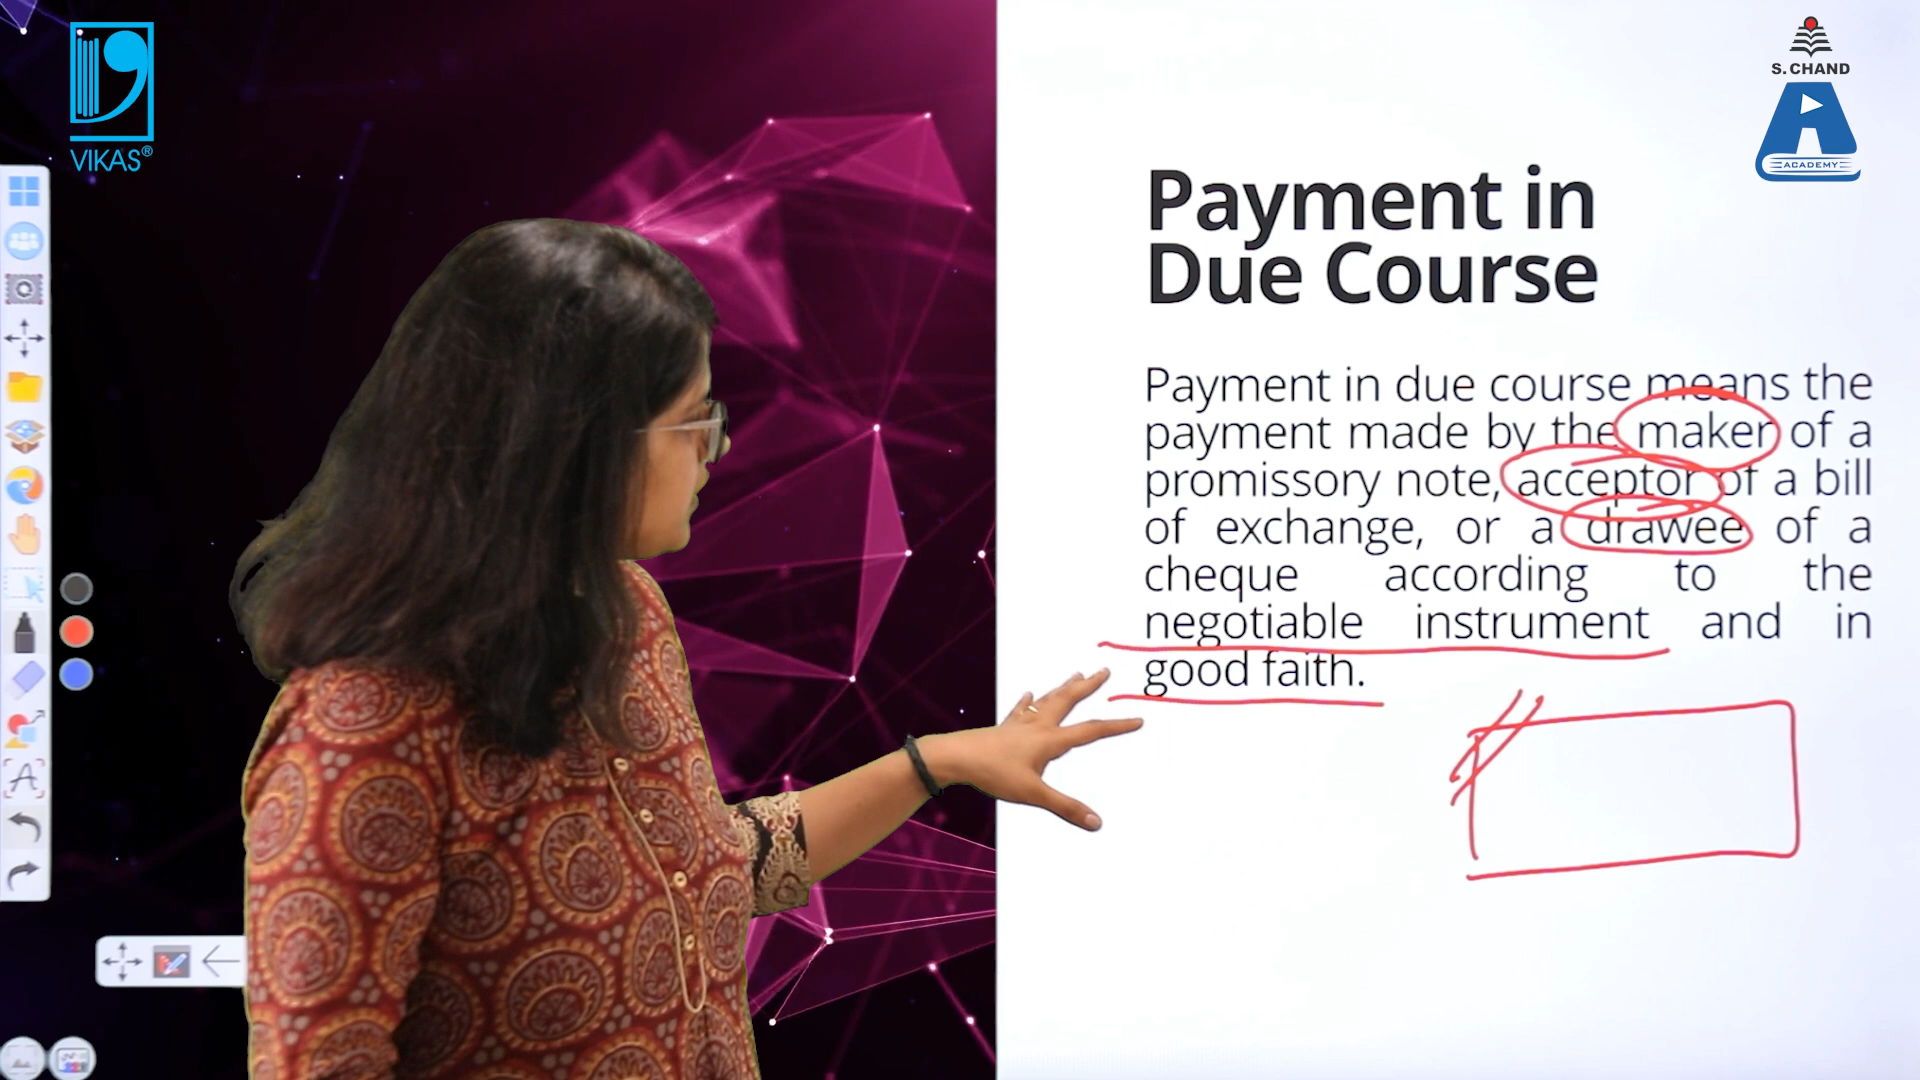 VIKAS®
S. CHAND
ACADEMY
Payment in
Due Course
Payment in due course means the
payment made by the maker of a
promissory note, acceptor of a bill
of exchange, or a drawee of a
cheque according to the
negotiable instrument and in
good faith.